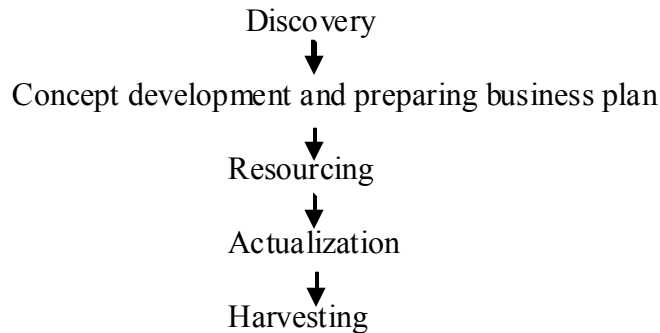 Discovery
Concept development and preparing business plan
Resourcing
Actualization
Harvesting